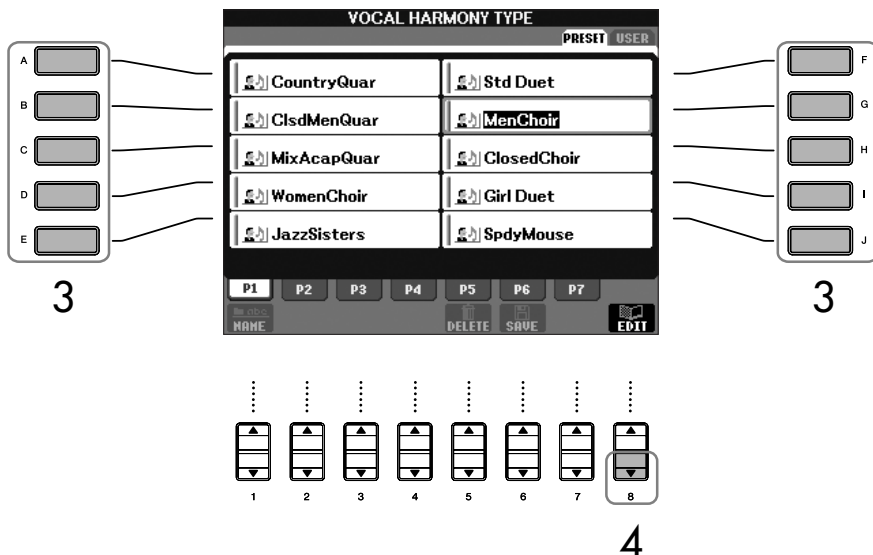 VOCAL HARMONY TYPE
PRESET USER
A CountryQuar Std Duet F
B ClsdMenQuar MenChoir G
C MixAcapQuar ClosedChoir H
D WomenChoir Girl Duet I
E JazzSisters SpdyMouse J
3 P1 P2 P3 P4 P5 P6 P7 3
abc
NAME DELETE SAVE EDIT
1 2 3 4 5 6 7 8
4